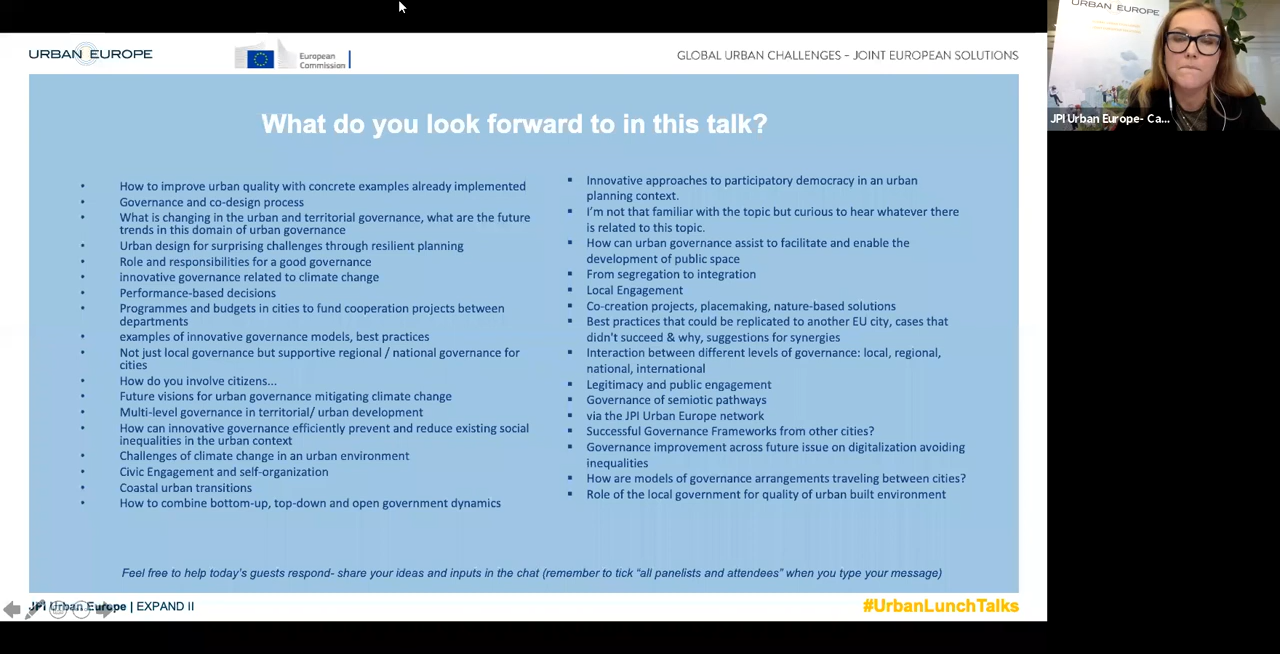 URBAN EUROPE
European
Commission
GLOBAL URBAN CHALLENGES – JOINT EUROPEAN SOLUTIONS
What do you look forward to in this talk?
• How to improve urban quality with concrete examples already implemented
• Governance and co-design process
• What is changing in the urban and territorial governance, what are the future
trends in this domain of urban governance
• Urban design for surprising challenges through resilient planning
• Role and responsibilities for a good governance
• innovative governance related to climate change
• Performance-based decisions
• Programmes and budgets in cities to fund cooperation projects between
departments
• examples of innovative governance models, best practices
• Not just local governance but supportive regional / national governance for
cities
• How do you involve citizens...
• Future visions for urban governance mitigating climate change
• Multi-level governance in territorial/ urban development
• How can innovative governance efficiently prevent and reduce existing social
inequalities in the urban context
• Challenges of climate change in an urban environment
• Civic Engagement and self-organization
• Coastal urban transitions
• How to combine bottom-up, top-down and open government dynamics
▪ Innovative approaches to participatory democracy in an urban
planning context.
▪ I'm not that familiar with the topic but curious to hear whatever there
is related to this topic.
▪ How can urban governance assist to facilitate and enable the
development of public space
▪ From segregation to integration
▪ Local Engagement
▪ Co-creation projects, placemaking, nature-based solutions
▪ Best practices that could be replicated to another EU city, cases that
didn't succeed & why, suggestions for synergies
▪ Interaction between different levels of governance: local, regional,
national, international
▪ Legitimacy and public engagement
▪ Governance of semiotic pathways
▪ via the JPI Urban Europe network
▪ Successful Governance Frameworks from other cities?
▪ Governance improvement across future issue on digitalization avoiding
inequalities
▪ How are models of governance arrangements traveling between cities?
▪ Role of the local government for quality of urban built environment
Feel free to help today's guests respond- share your ideas and inputs in the chat (remember to tick "all panelists and attendees" when you type your message)
JPI Urban Europe | EXPAND II
#UrbanLunchTalks
URBAN EUROPE
JPI Urban Europe- Ca...